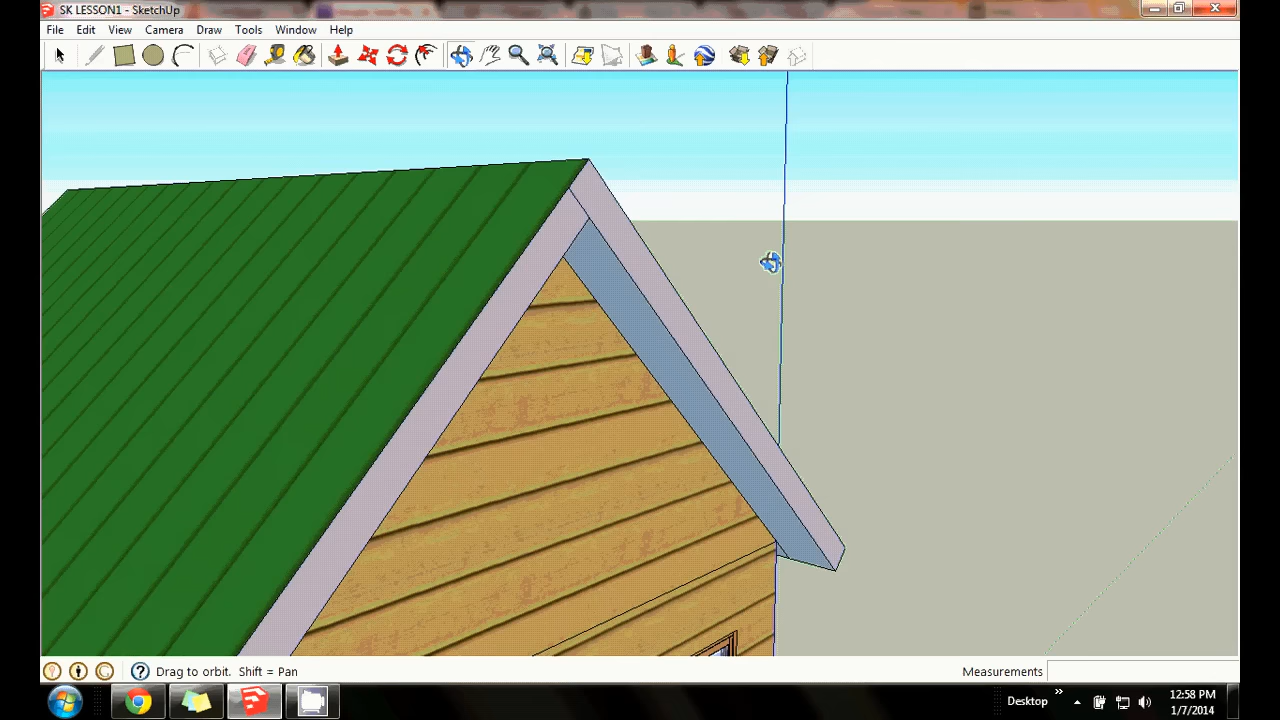 SK LESSON1 - SketchUp
File Edit View Camera Draw Tools Window Help
Drag to orbit. Shift = Pan
Measurements
Desktop
12:58 PM
1/7/2014